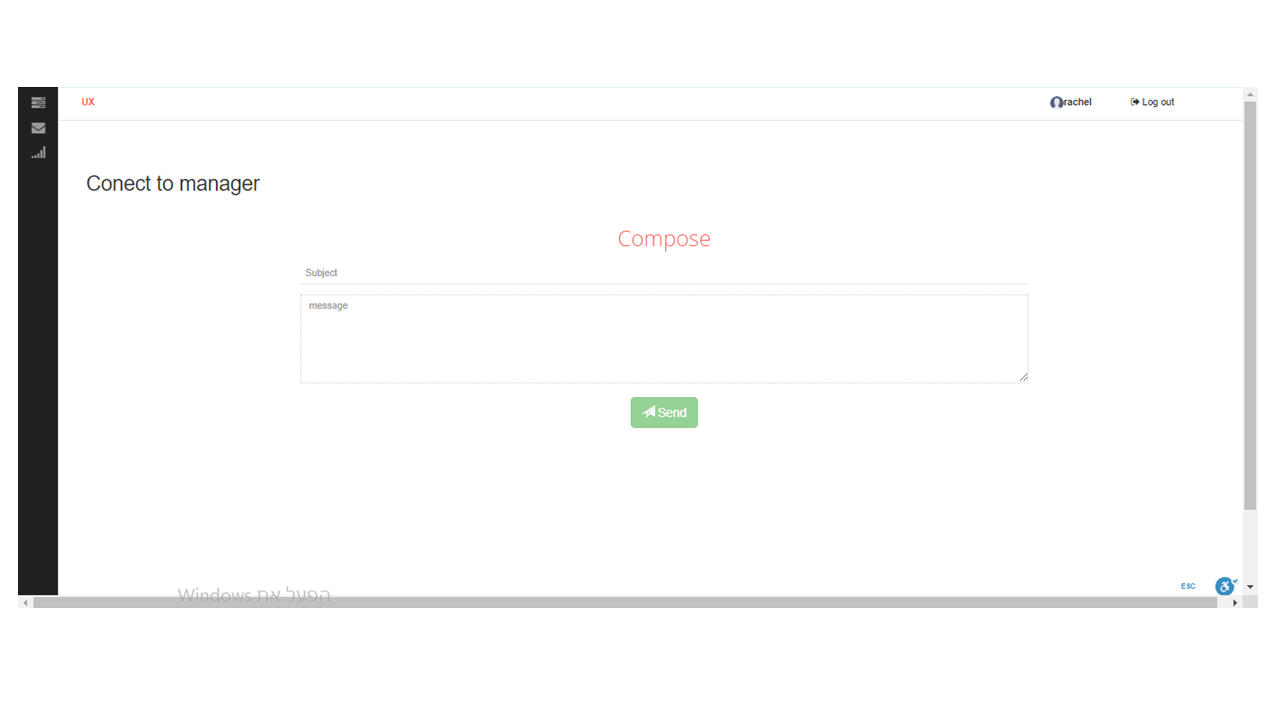 UX
rachel
Log out
Conect to manager
Compose
Subject
message
Send
ESC
הפעל את Windows